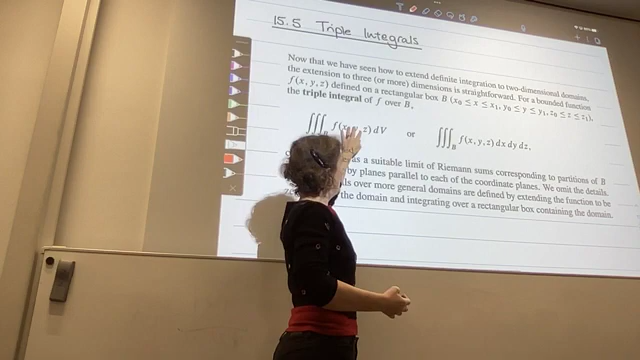 15.5 Triple Integrals
Now that we have seen how to extend definite integration to two-dimensional domains,
the extension to three (or more) dimensions is straightforward. For a bounded function
f(x, y, z) defined on a rectangular box B (x₀ ≤ x ≤ x₁, y₀ ≤ y ≤ y₁, z₀ ≤ z ≤ z₁),
the triple integral of f over B,
∭ f( , z) dV or ∭_B f(x, y, z) dx dy dz,
as a suitable limit of Riemann sums corresponding to partitions of B
by planes parallel to each of the coordinate planes. We omit the details.
over more general domains are defined by extending the function to be
the domain and integrating over a rectangular box containing the domain.